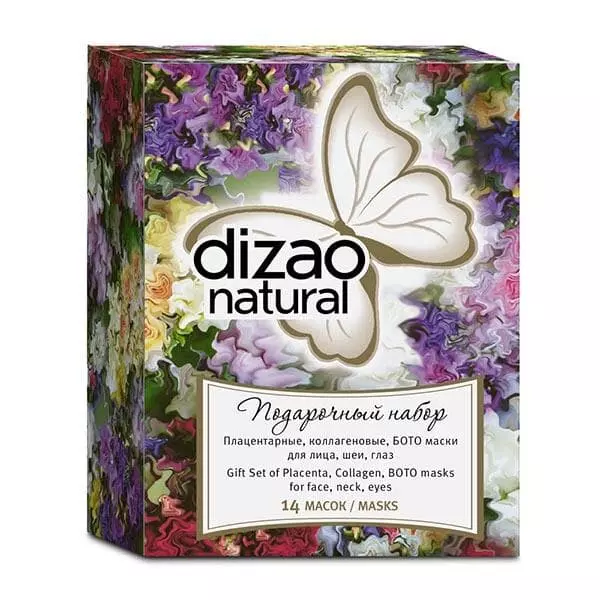 dizao
natural
Подарочный набор
Плацентарные, коллагеновые, БОТО маски
для лица, шеи, глаз
Gift Set of Placenta, Collagen, BOTO masks
for face, neck, eyes
14 МАСОК / MASKS